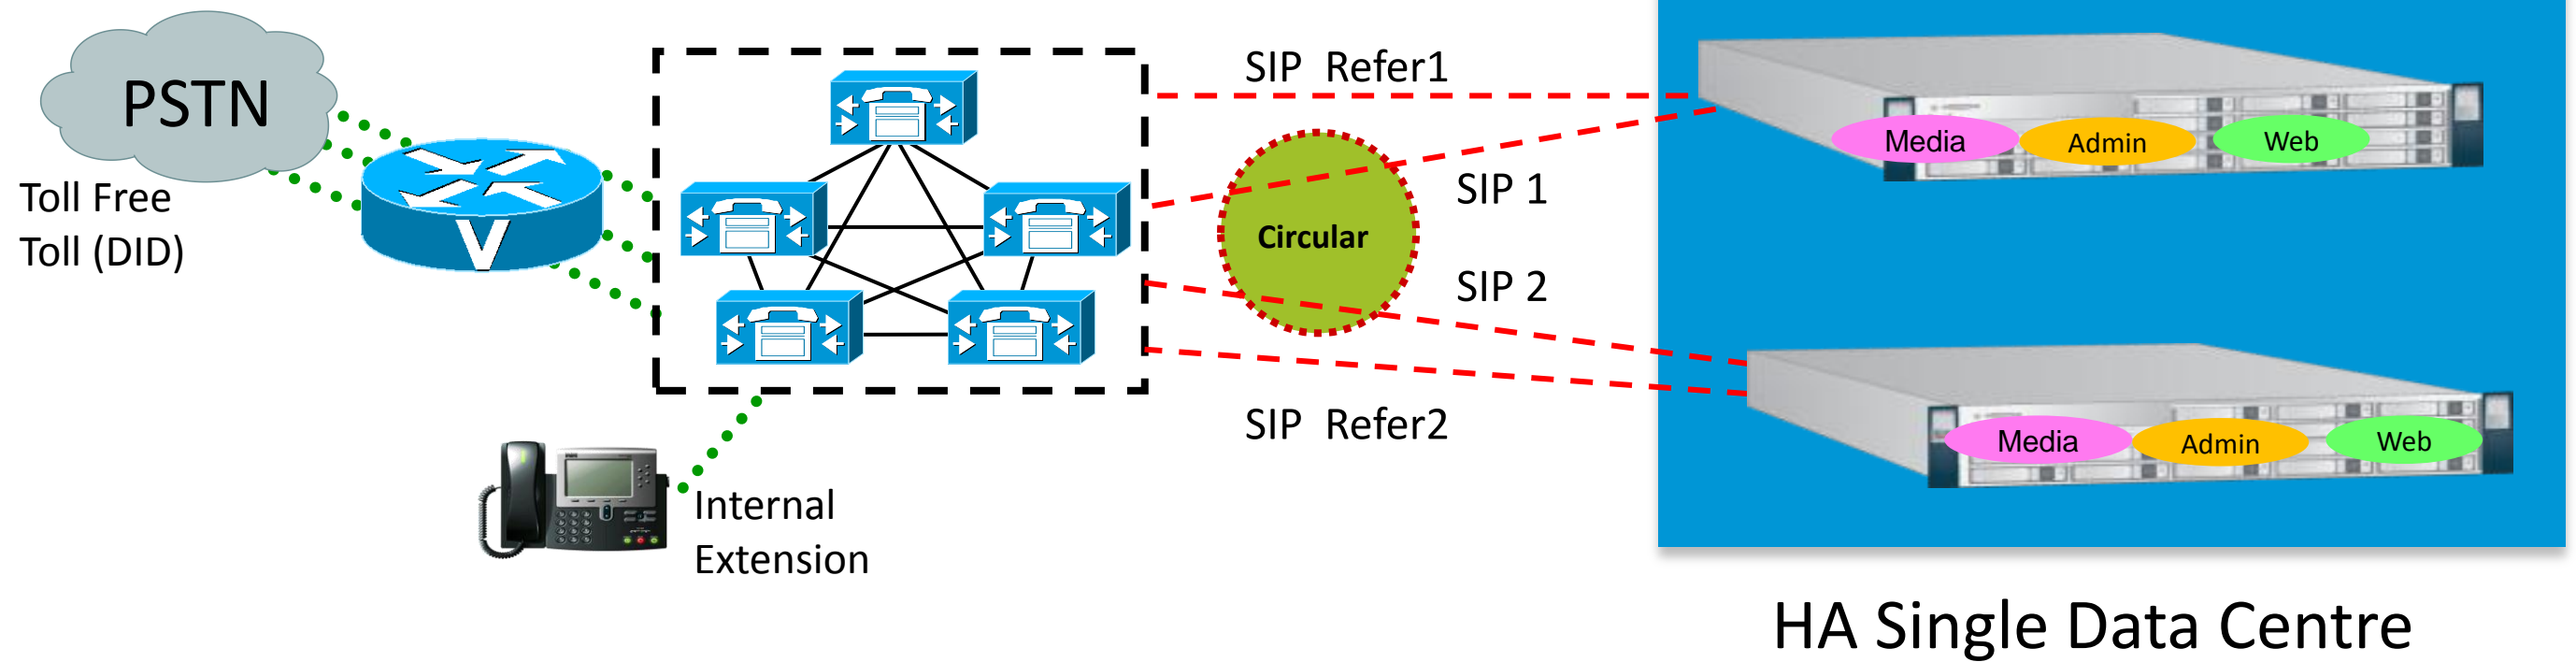 PSTN
Toll Free
Toll (DID)
V
Internal
Extension
SIP Refer1
SIP 1
Circular
SIP 2
SIP Refer2
Media
Admin
Web
Media
Admin
Web
HA Single Data Centre